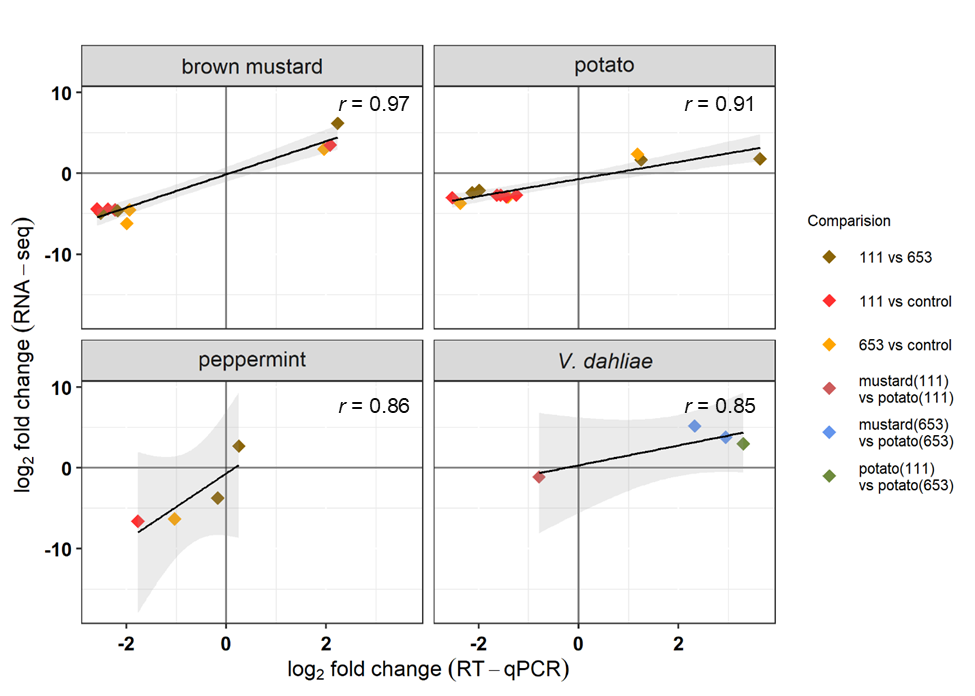 brown mustard
potato
r = 0.97
r = 0.91
10
0
-10
peppermint
V. dahliae
r = 0.86
r = 0.85
10
0
-10
-2
0
2
-2
0
2
log₂ fold change (RNA – seq)
log₂ fold change (RT – qPCR)
Comparision
111 vs 653
111 vs control
653 vs control
mustard(111)
vs potato(111)
mustard(653)
vs potato(653)
potato(111)
vs potato(653)